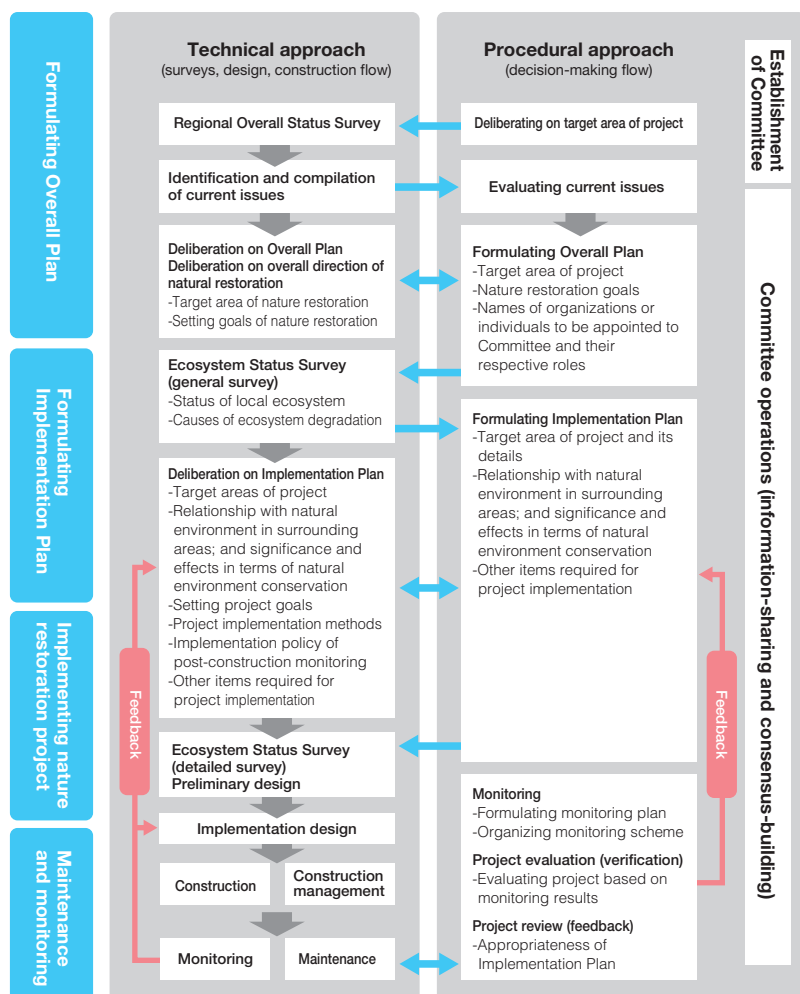 Formulating Overall Plan
Formulating
Implementation Plan
Implementing nature
restoration project
Maintenance
and monitoring
Technical approach
(surveys, design, construction flow)
Regional Overall Status Survey
Identification and compilation
of current issues
Deliberation on Overall Plan
Deliberation on overall direction of
natural restoration
-Target area of nature restoration
-Setting goals of nature restoration
Ecosystem Status Survey
(general survey)
-Status of local ecosystem
-Causes of ecosystem degradation
Deliberation on Implementation Plan
-Target areas of project
-Relationship with natural
environment in surrounding
areas; and significance and
effects in terms of natural
environment conservation
-Setting project goals
-Project implementation methods
-Implementation policy of
post-construction monitoring
-Other items required for
project implementation
Feedback
Ecosystem Status Survey
(detailed survey)
Preliminary design
Implementation design
Construction
Construction
management
Monitoring
Maintenance
Procedural approach
(decision-making flow)
Deliberating on target area of project
Evaluating current issues
Formulating Overall Plan
-Target area of project
-Nature restoration goals
-Names of organizations or
individuals to be appointed to
Committee and their
respective roles
Formulating Implementation Plan
-Target area of project and its
details
-Relationship with natural
environment in surrounding
areas; and significance and
effects in terms of natural
environment conservation
-Other items required for
project implementation
Monitoring
-Formulating monitoring plan
-Organizing monitoring scheme
Project evaluation (verification)
-Evaluating project based on
monitoring results
Project review (feedback)
-Appropriateness of
Implementation Plan
Feedback
Establishment
of Committee
Committee operations (information-sharing and consensus-building)